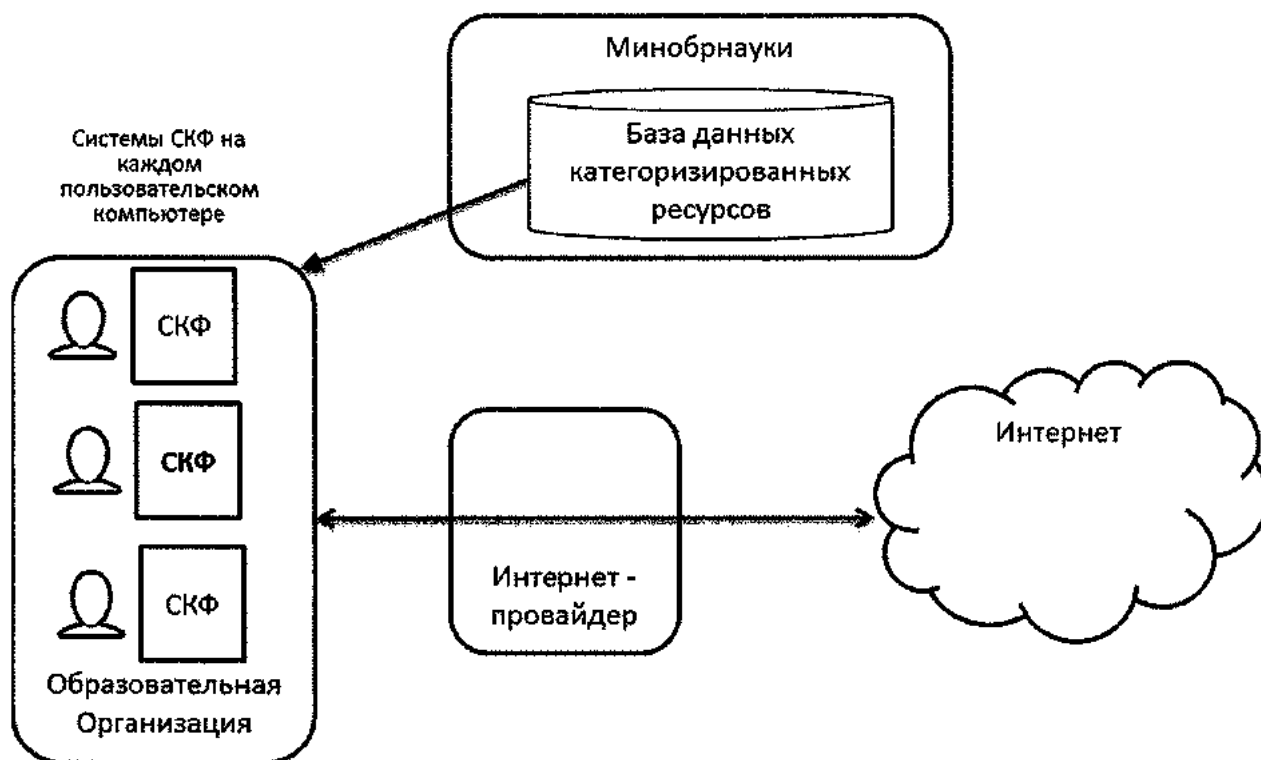 Минобрнауки
База данных
категоризированных
ресурсов
Системы СКФ на
каждом
пользовательском
компьютере
СКФ
СКФ
СКФ
Образовательная
Организация
Интернет -
провайдер
Интернет